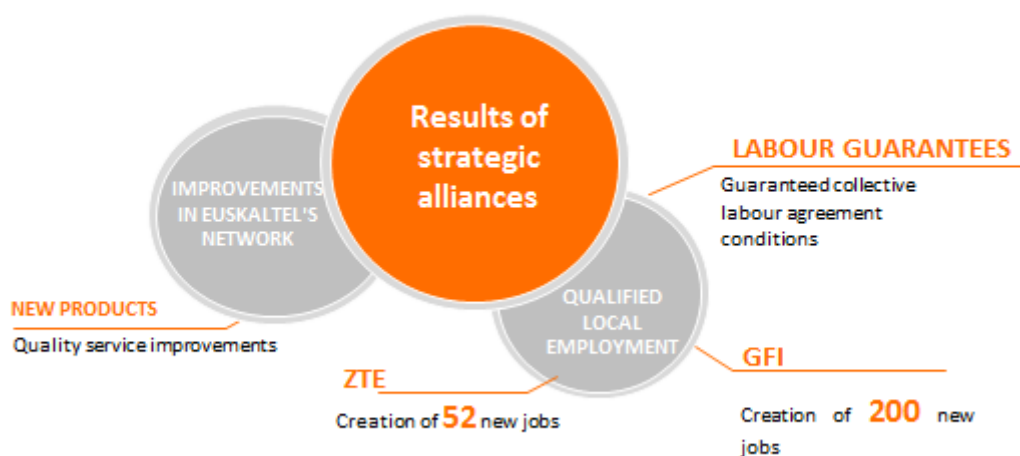 Results of
strategic
alliances
IMPROVEMENTS
IN EUSKALTEL'S
NETWORK
NEW PRODUCTS
Quality service improvements
LABOUR GUARANTEES
Guaranteed collective
labour agreement
conditions
QUALIFIED
LOCAL
EMPLOYMENT
ZTE
Creation of 52 new jobs
GFI
Creation of 200 new
jobs